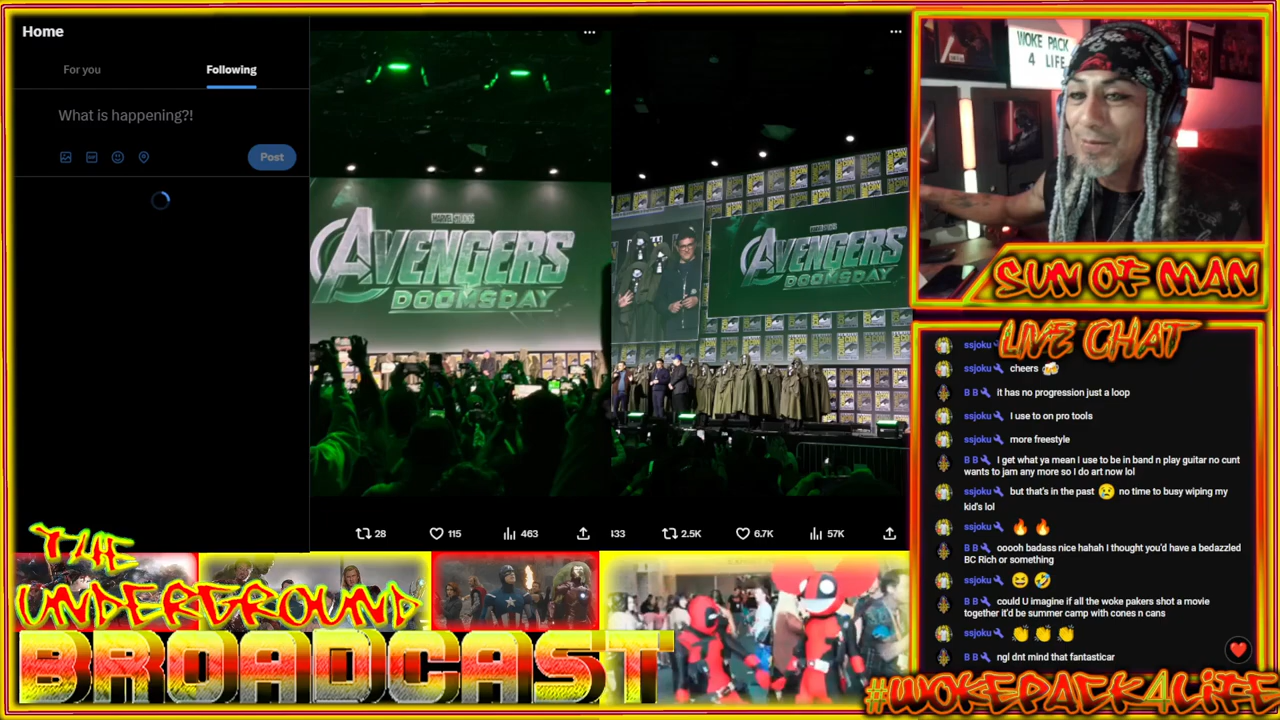 Home
For you
Following
What is happening?!
Post
MARVEL STUDIOS
AVENGERS
DOOMSDAY
28
115
463
MARVEL STUDIOS
AVENGERS
DOOMSDAY
433
2.5K
6.7K
57K
WOKE PACK
4 LIFE
SUN OF MAN
LIVE CHAT
ssjoku
ssjoku cheers 🍻
B B it has no progression just a loop
ssjoku I use to on pro tools
ssjoku more freestyle
B B I get what ya mean I use to be in band n play guitar no cunt
wants to jam any more so I do art now lol
ssjoku but that's in the past 😢 no time to busy wiping my
kid's lol
ssjoku 🔥 🔥
B B ooooh badass nice hahah I thought you'd have a bedazzled
BC Rich or something
ssjoku 😆 🤣
B B could U imagine if all the woke pakers shot a movie
together it'd be summer camp with cones n cans
ssjoku 👏 👏 👏
B B ngl dnt mind that fantasticar
THE
UNDERGROUND
BROADCAST
#WOKEPACK4LIFE